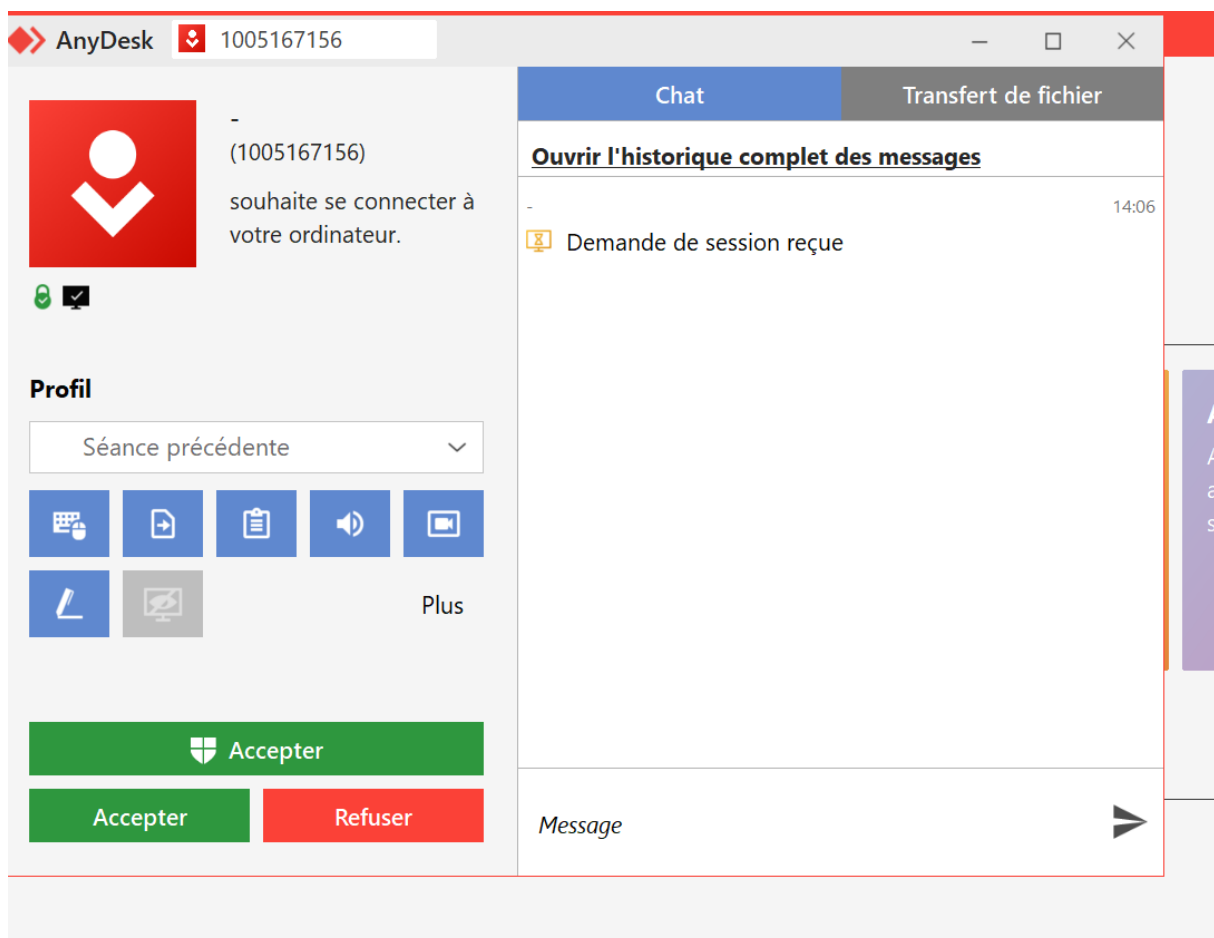 AnyDesk
1005167156
-
(1005167156)
souhaite se connecter à
votre ordinateur.
Profil
Séance précédente
Plus
Accepter
Accepter
Refuser
Chat
Transfert de fichier
Ouvrir l'historique complet des messages
-
14:06
Demande de session reçue
Message